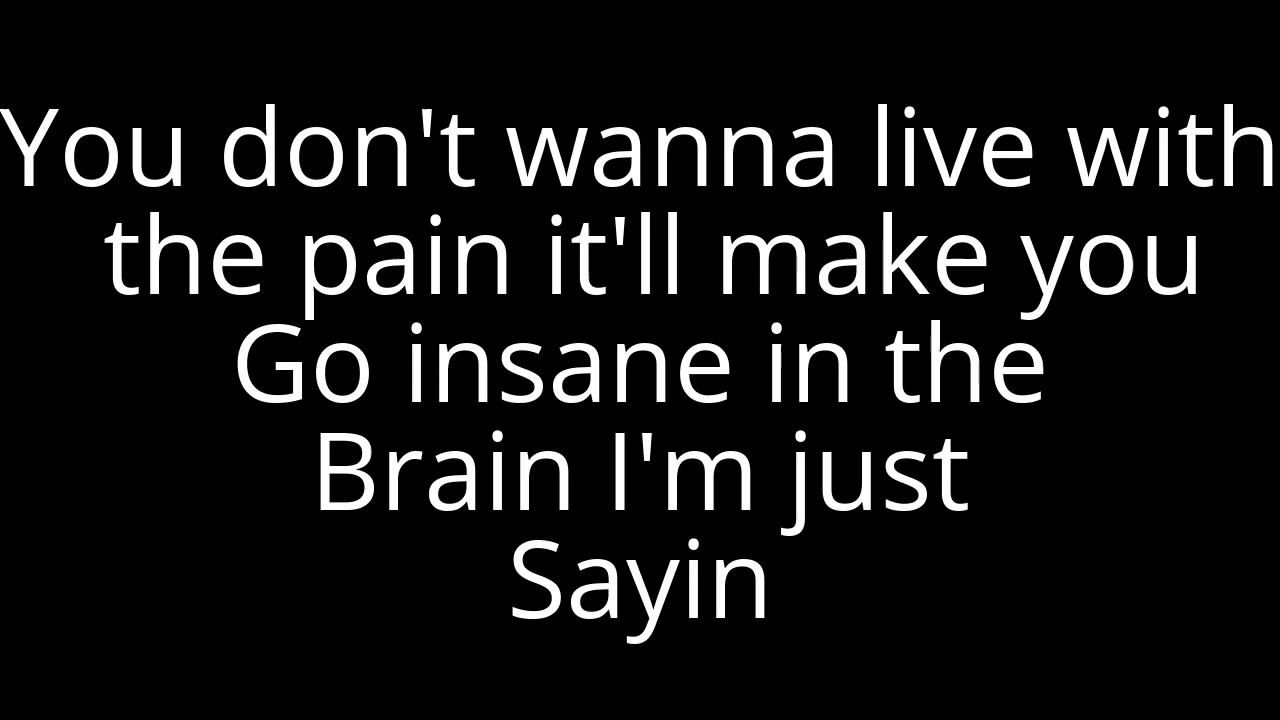 You don't wanna live with
the pain it'll make you
Go insane in the
Brain I'm just
Sayin